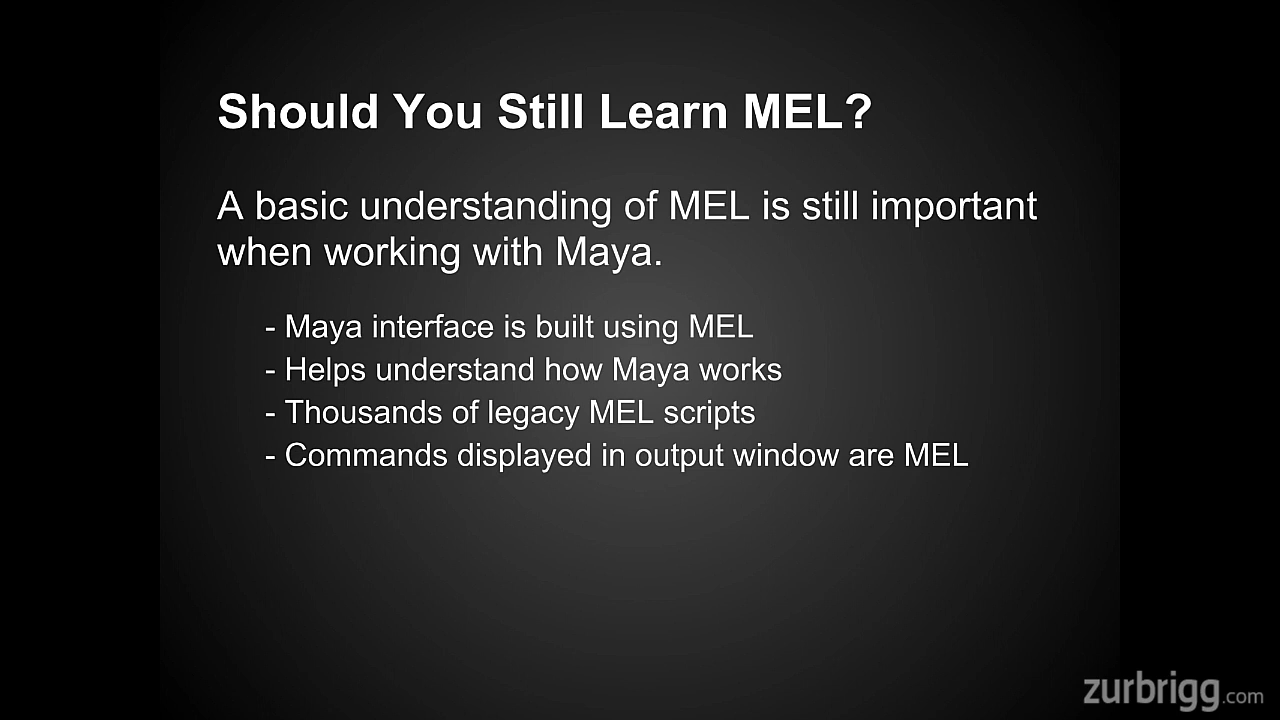 Should You Still Learn MEL?
A basic understanding of MEL is still important
when working with Maya.
- Maya interface is built using MEL
- Helps understand how Maya works
- Thousands of legacy MEL scripts
- Commands displayed in output window are MEL
zurbrigg.com